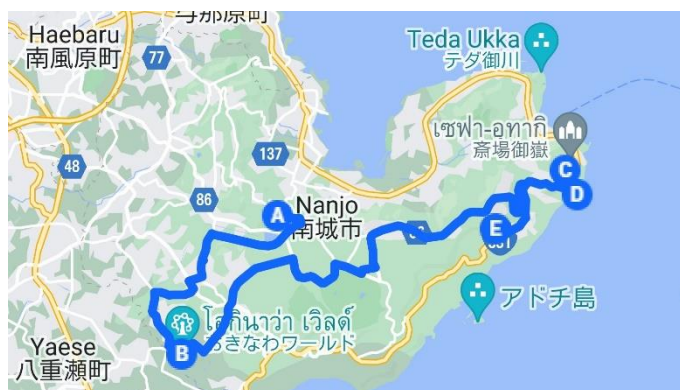 Haebaru
南風原町
与那原町
77
Teda Ukka
テダ御川
เซฟา-อุทากิ
斎場御嶽
137
48
C
D
86
A
Nanjo
南城市
E
アドチ島
โอกินาว่า เวิลด์
おきなわワールド
B
Yaese
八重瀬町